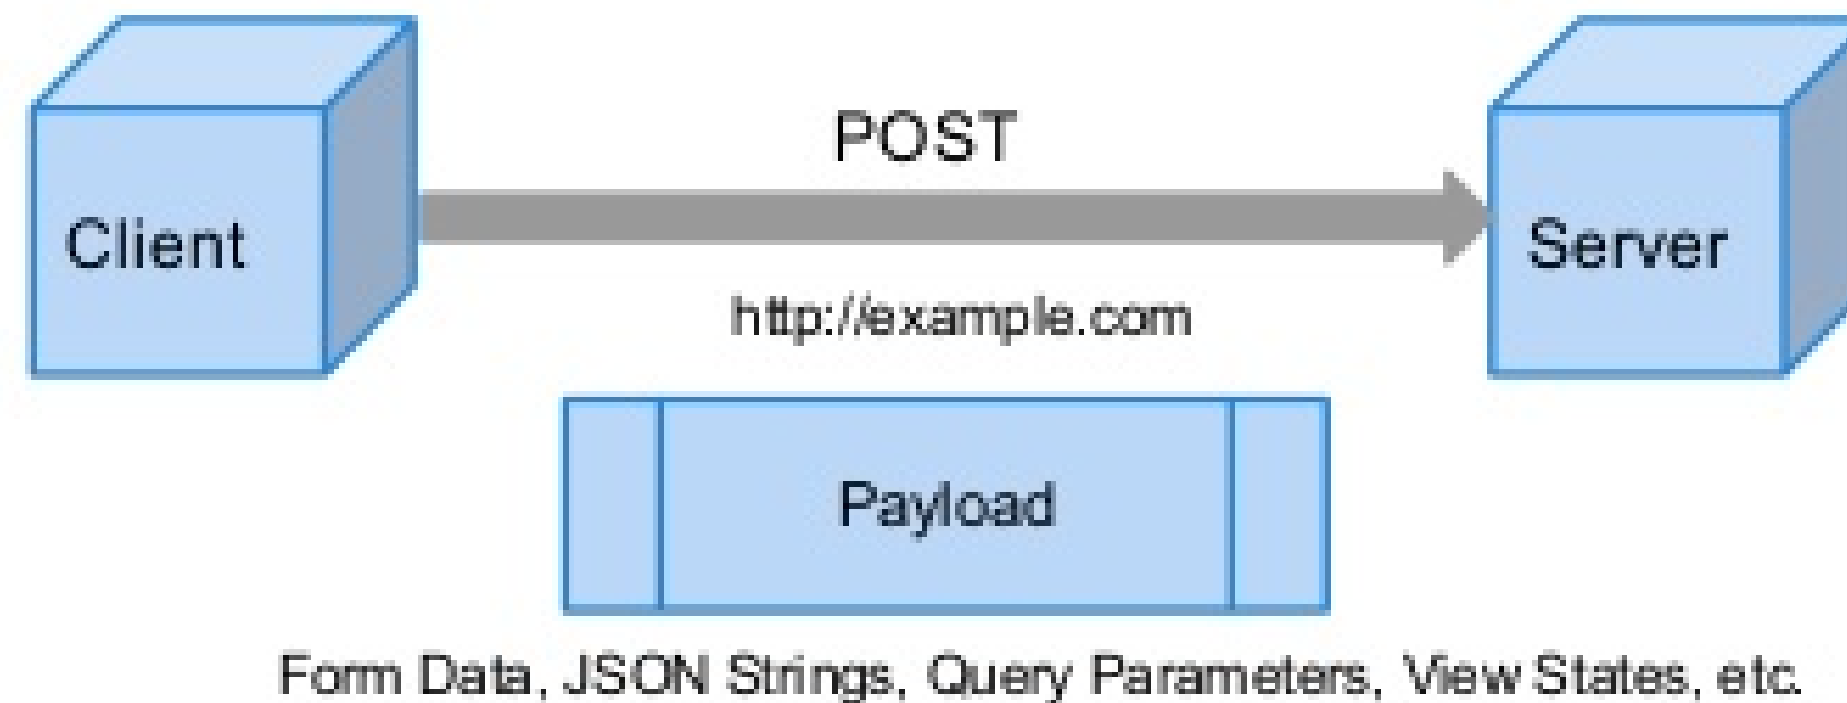 POST
Client
Server
http://example.com
Payload
Form Data, JSON Strings, Query Parameters, View States, etc.